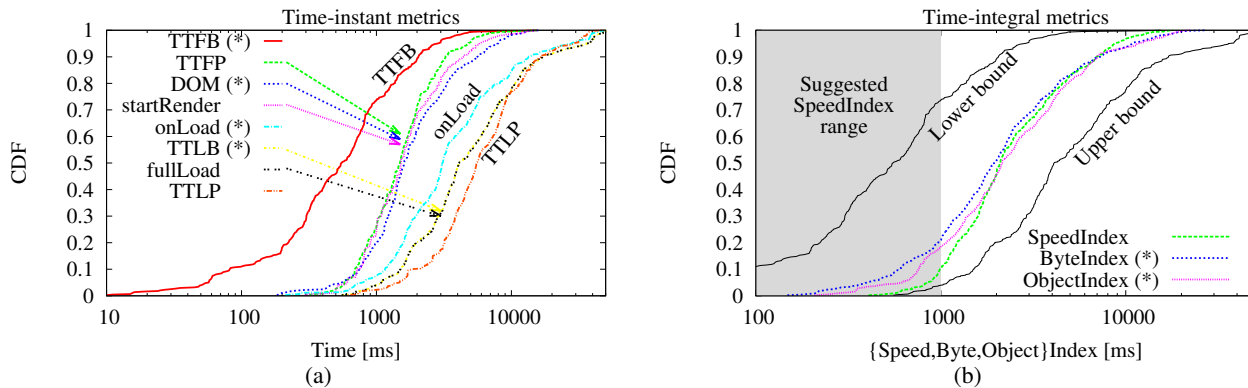 Time-instant metrics
CDF
1
0.9
0.8
0.7
0.6
0.5
0.4
0.3
0.2
0.1
0
TTFB (*)
TTFP
DOM (*)
startRender
onLoad (*)
TTLB (*)
fullLoad
TTLP
TTFB
onLoad
TTLP
10 100 1000 10000
Time [ms]
(a)
Time-integral metrics
CDF
1
0.9
0.8
0.7
0.6
0.5
0.4
0.3
0.2
0.1
0
Suggested
SpeedIndex
range
Lower bound
Upper bound
SpeedIndex
ByteIndex (*)
ObjectIndex (*)
100 1000 10000
{Speed,Byte,Object}Index [ms]
(b)